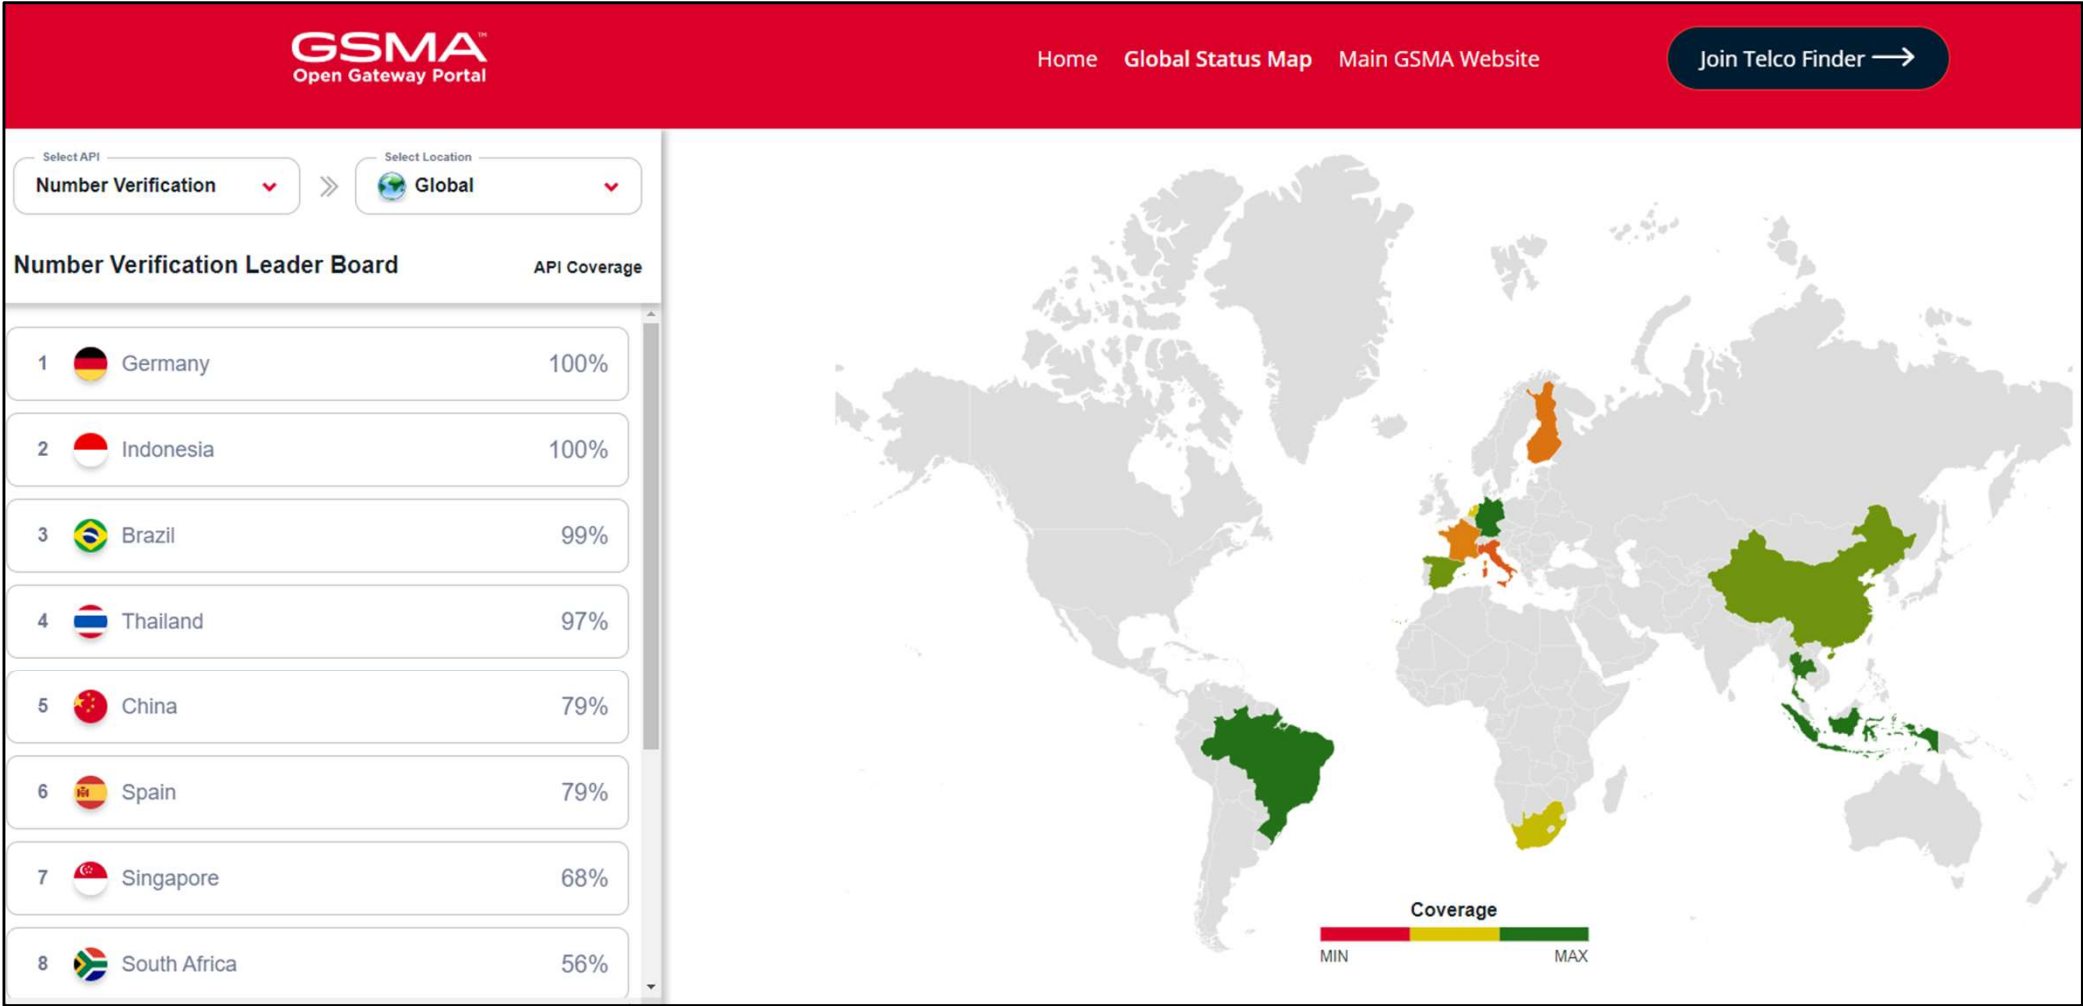 GSMA™
Open Gateway Portal
Home Global Status Map Main GSMA Website
Join Telco Finder
Select API
Number Verification
Select Location
Global
Number Verification Leader Board API Coverage
1 Germany 100%
2 Indonesia 100%
3 Brazil 99%
4 Thailand 97%
5 China 79%
6 Spain 79%
7 Singapore 68%
8 South Africa 56%
Coverage
MIN MAX